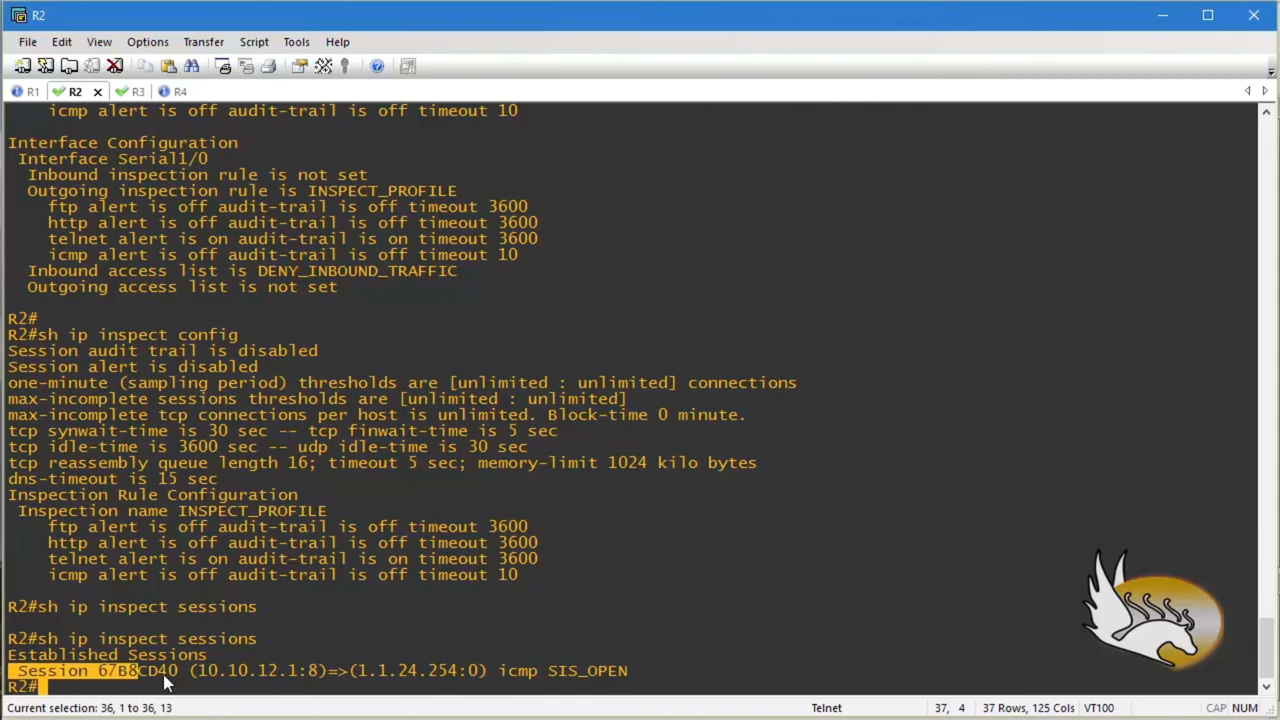 R2
File Edit View Options Transfer Script Tools Help
R1 R2 R3 R4
icmp alert is off audit-trail is off timeout 10
Interface Configuration
Interface Serial1/0
Inbound inspection rule is not set
Outgoing inspection rule is INSPECT_PROFILE
ftp alert is off audit-trail is off timeout 3600
http alert is off audit-trail is off timeout 3600
telnet alert is on audit-trail is on timeout 3600
icmp alert is off audit-trail is off timeout 10
Inbound access list is DENY_INBOUND_TRAFFIC
Outgoing access list is not set
R2#
R2#sh ip inspect config
Session audit trail is disabled
Session alert is disabled
one-minute (sampling period) thresholds are [unlimited : unlimited] connections
max-incomplete sessions thresholds are [unlimited : unlimited]
max-incomplete tcp connections per host is unlimited. Block-time 0 minute.
tcp synwait-time is 30 sec -- tcp finwait-time is 5 sec
tcp idle-time is 3600 sec -- udp idle-time is 30 sec
tcp reassembly queue length 16; timeout 5 sec; memory-limit 1024 kilo bytes
dns-timeout is 15 sec
Inspection Rule Configuration
Inspection name INSPECT_PROFILE
ftp alert is off audit-trail is off timeout 3600
http alert is off audit-trail is off timeout 3600
telnet alert is on audit-trail is on timeout 3600
icmp alert is off audit-trail is off timeout 10
R2#sh ip inspect sessions
R2#sh ip inspect sessions
Established Sessions
Session 67B8CD40 (10.10.12.1:8)=>(1.1.24.254:0) icmp SIS_OPEN
R2#
Current selection: 36, 1 to 36, 13 Telnet 37, 4 37 Rows, 125 Cols VT100 CAP NUM